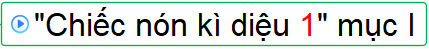 "Chiếc nón kì diệu 1" mục I